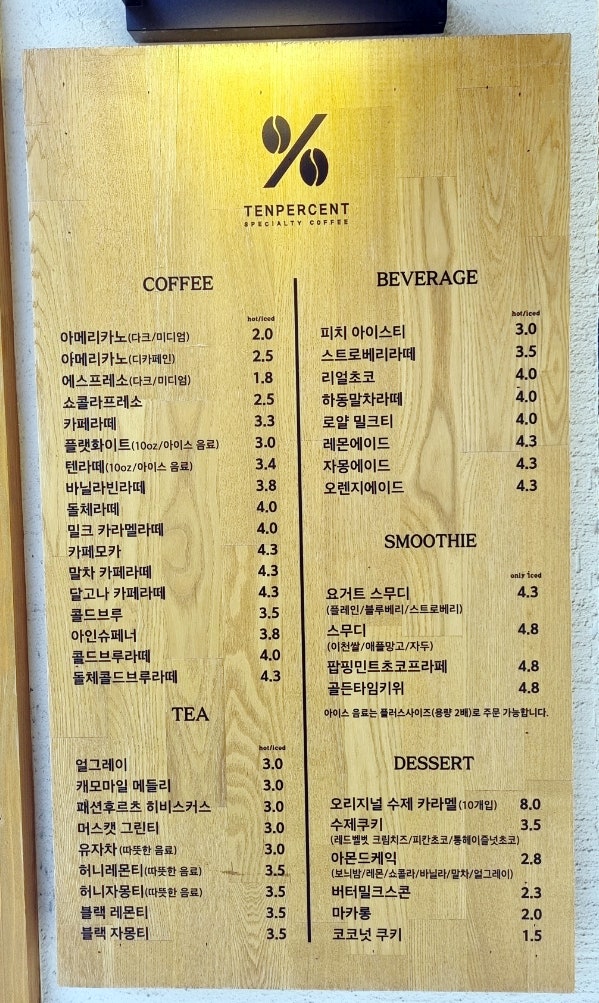 TENPERCENT
SPECIALTY COFFEE
COFFEE
hot/iced
아메리카노(다크/미디엄) 2.0
아메리카노(디카페인) 2.5
에스프레소(다크/미디엄) 1.8
쇼콜라프레소 2.5
카페라떼 3.3
플랫화이트(10oz/아이스 음료) 3.0
텐라떼(10oz/아이스 음료) 3.4
바닐라빈라떼 3.8
돌체라떼 4.0
밀크 카라멜라떼 4.0
카페모카 4.3
말차 카페라떼 4.3
달고나 카페라떼 4.3
콜드브루 3.5
아인슈페너 3.8
콜드브루라떼 4.0
돌체콜드브루라떼 4.3
TEA
hot/iced
얼그레이 3.0
캐모마일 메들리 3.0
패션후르츠 히비스커스 3.0
머스캣 그린티 3.0
유자차(따뜻한 음료) 3.0
허니레몬티(따뜻한 음료) 3.5
허니자몽티(따뜻한 음료) 3.5
블랙 레몬티 3.5
블랙 자몽티 3.5
BEVERAGE
hot/iced
피치 아이스티 3.0
스트로베리라떼 3.5
리얼초코 4.0
하동말차라떼 4.0
로얄 밀크티 4.0
레몬에이드 4.3
자몽에이드 4.3
오렌지에이드 4.3
SMOOTHIE
only iced
요거트 스무디 4.3
(플레인/블루베리/스트로베리)
스무디 4.8
(이천쌀/애플망고/자두)
팝핑민트초코프라페 4.8
골든타임키위 4.8
아이스 음료는 플러스사이즈(용량 2배)로 주문 가능합니다.
DESSERT
오리지널 수제 카라멜(10개입) 8.0
수제쿠키 3.5
(레드벨벳 크림치즈/피칸초코/통헤이즐넛초코)
아몬드케익 2.8
(보니밤/레몬/쇼콜라/바닐라/말차/얼그레이)
버터밀크스콘 2.3
마카롱 2.0
코코넛 쿠키 1.5